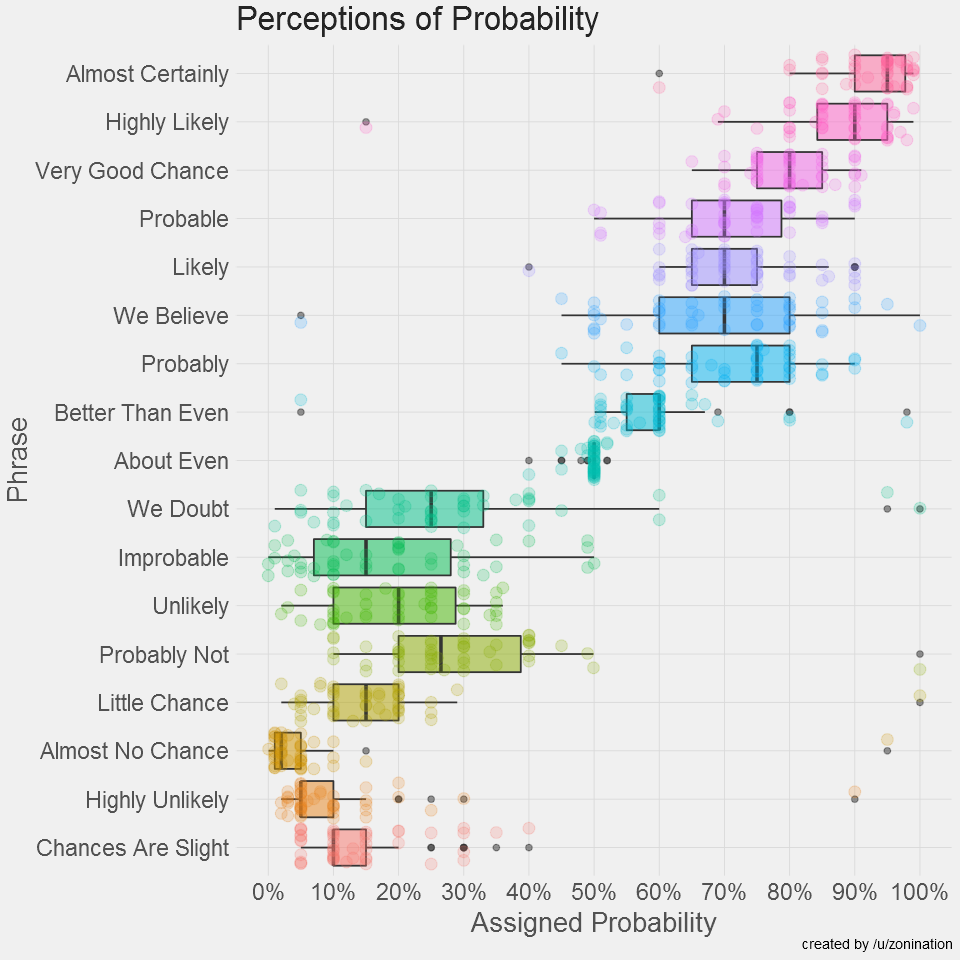 Perceptions of Probability
Phrase
Almost Certainly
Highly Likely
Very Good Chance
Probable
Likely
We Believe
Probably
Better Than Even
About Even
We Doubt
Improbable
Unlikely
Probably Not
Little Chance
Almost No Chance
Highly Unlikely
Chances Are Slight
0% 10% 20% 30% 40% 50% 60% 70% 80% 90% 100%
Assigned Probability
created by /u/zonination